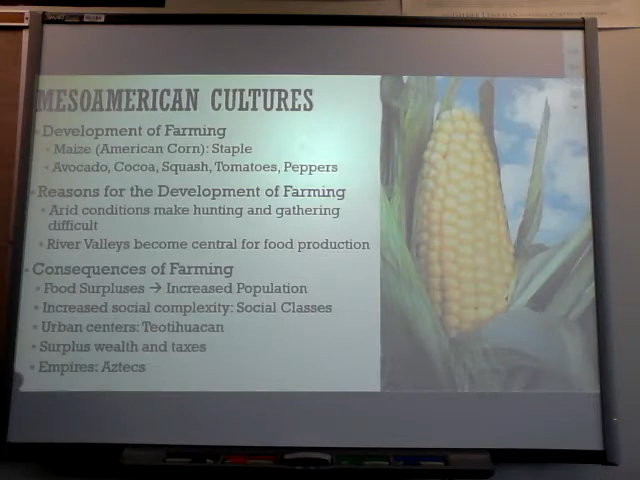 MESOAMERICAN CULTURES
• Development of Farming
• Maize (American Corn): Staple
• Avocado, Cocoa, Squash, Tomatoes, Peppers
• Reasons for the Development of Farming
• Arid conditions make hunting and gathering
difficult
• River Valleys become central for food production
• Consequences of Farming
• Food Surpluses → Increased Population
• Increased social complexity: Social Classes
• Urban centers: Teotihuacan
• Surplus wealth and taxes
• Empires: Aztecs